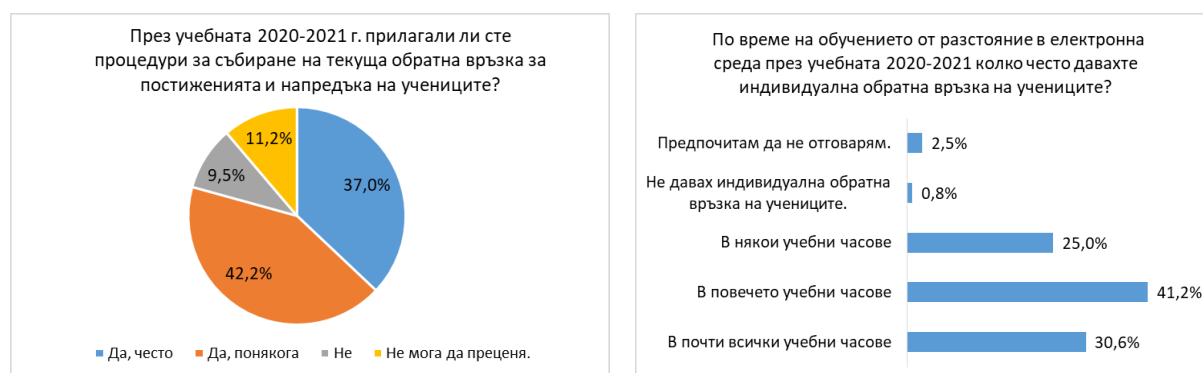 През учебната 2020-2021 г. прилагали ли сте
процедури за събиране на текуща обратна връзка за
постиженията и напредъка на учениците?
11,2%
9,5%
37,0%
42,2%
Да, често
Да, понякога
Не
Не мога да преценя.
По време на обучението от разстояние в електронна
среда през учебната 2020-2021 колко често давахте
индивидуална обратна връзка на учениците?
Предпочитам да не отговарям.
2,5%
Не давах индивидуална обратна
връзка на учениците.
0,8%
В някои учебни часове
25,0%
В повечето учебни часове
41,2%
В почти всички учебни часове
30,6%